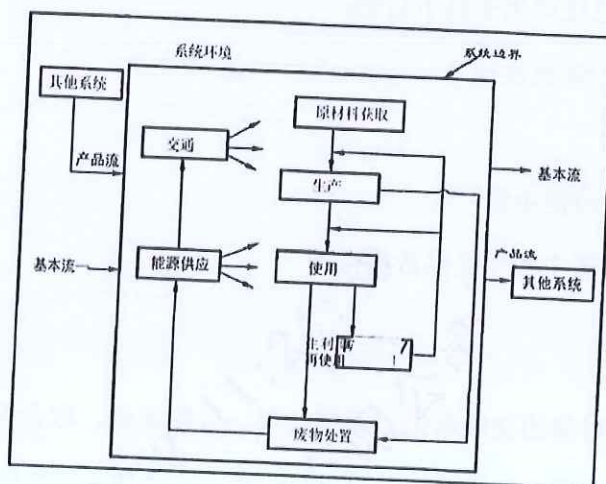 系统环境
系统边界
其他系统
原材料获取
交通
产品流
基本流
生产
基本流
能源供应
使用
产品流
其他系统
再使用
废物处置